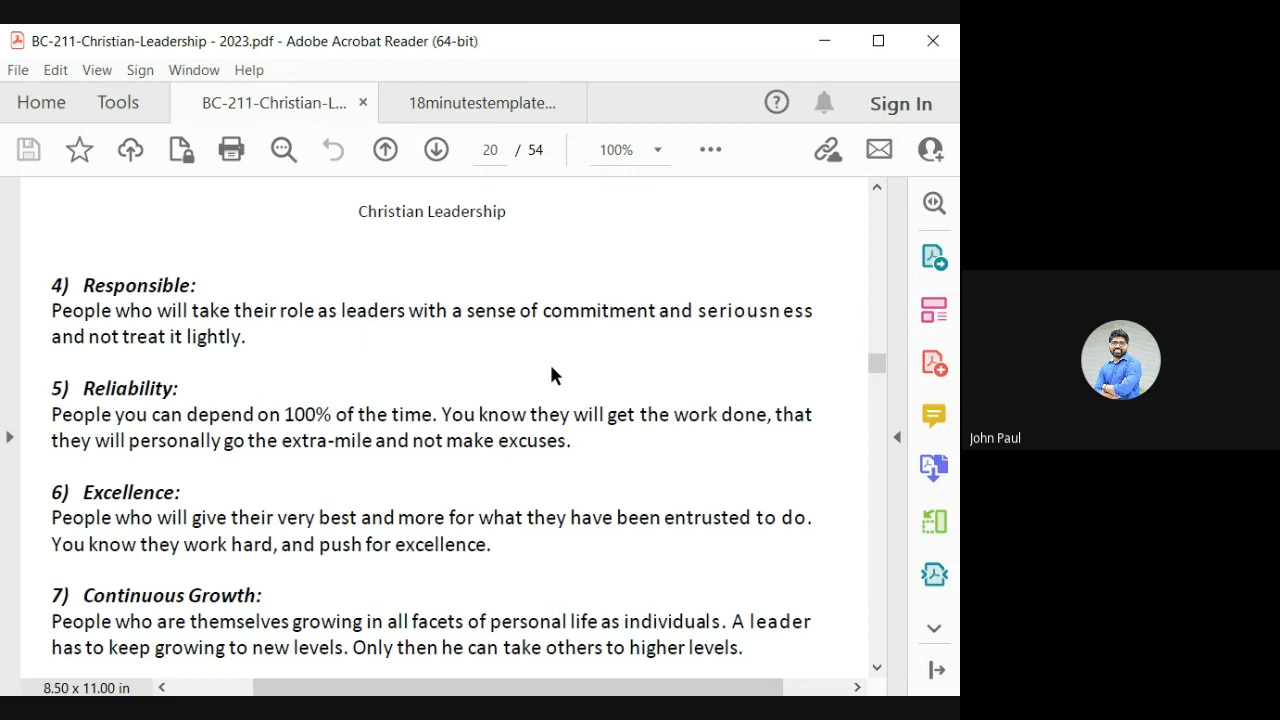 BC-211-Christian-Leadership - 2023.pdf - Adobe Acrobat Reader (64-bit)
File Edit View Sign Window Help
Home Tools BC-211-Christian-L... × 18minutestemplate... Sign In
20 / 54 100%
Christian Leadership
4) Responsible:
People who will take their role as leaders with a sense of commitment and seriousness
and not treat it lightly.
5) Reliability:
People you can depend on 100% of the time. You know they will get the work done, that
they will personally go the extra-mile and not make excuses.
6) Excellence:
People who will give their very best and more for what they have been entrusted to do.
You know they work hard, and push for excellence.
7) Continuous Growth:
People who are themselves growing in all facets of personal life as individuals. A leader
has to keep growing to new levels. Only then he can take others to higher levels.
8.50 x 11.00 in
John Paul